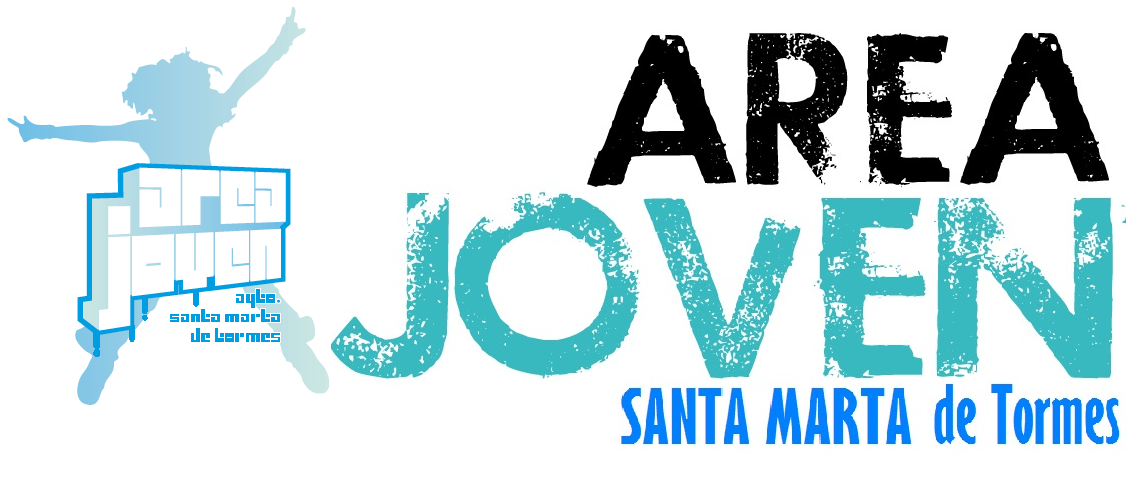 area
joven
ayto.
santa marta
de tormes
AREA
JOVEN
SANTA MARTA de Tormes